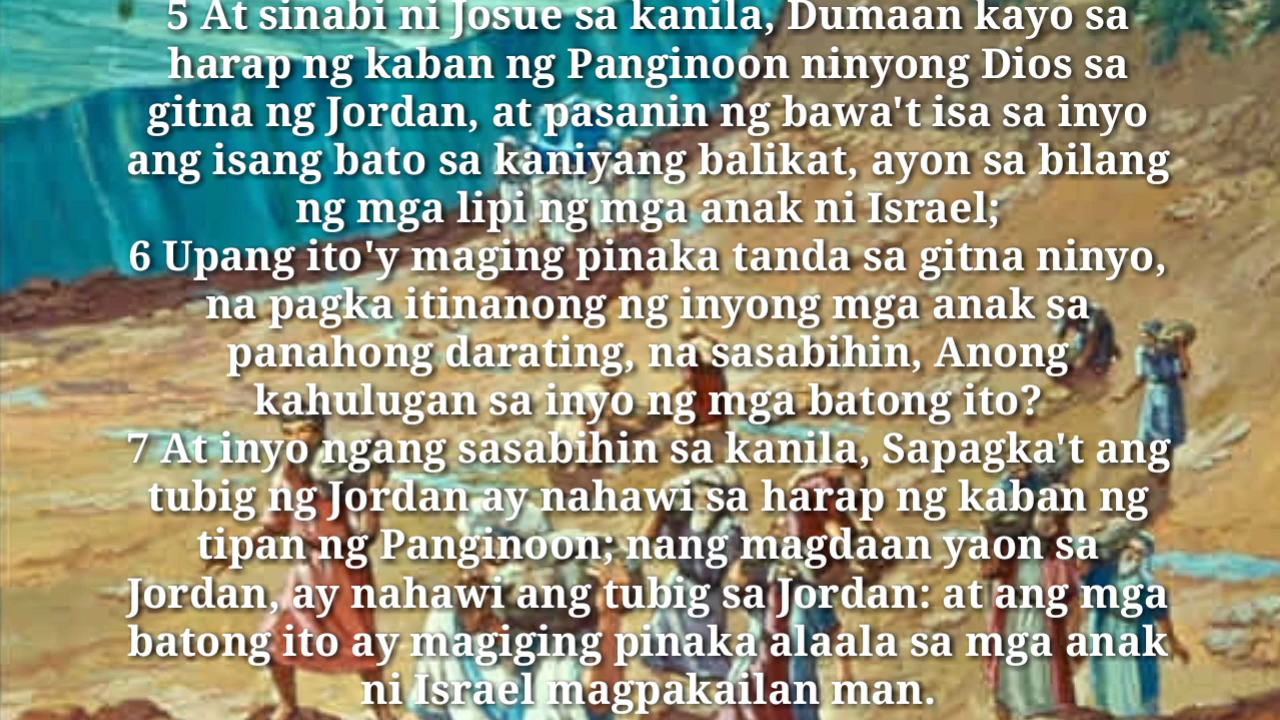 5 At sinabi ni Josue sa kanila, Dumaan kayo sa
harap ng kaban ng Panginoon ninyong Dios sa
gitna ng Jordan, at pasanin ng bawa't isa sa inyo
ang isang bato sa kaniyang balikat, ayon sa bilang
ng mga lipi ng mga anak ni Israel;
6 Upang ito'y maging pinaka tanda sa gitna ninyo,
na pagka itinanong ng inyong mga anak sa
panahong darating, na sasabihin, Anong
kahulugan sa inyo ng mga batong ito?
7 At inyo ngang sasabihin sa kanila, Sapagka't ang
tubig ng Jordan ay nahawi sa harap ng kaban ng
tipan ng Panginoon; nang magdaan yaon sa
Jordan, ay nahawi ang tubig sa Jordan: at ang mga
batong ito ay magiging pinaka alaala sa mga anak
ni Israel magpakailan man.